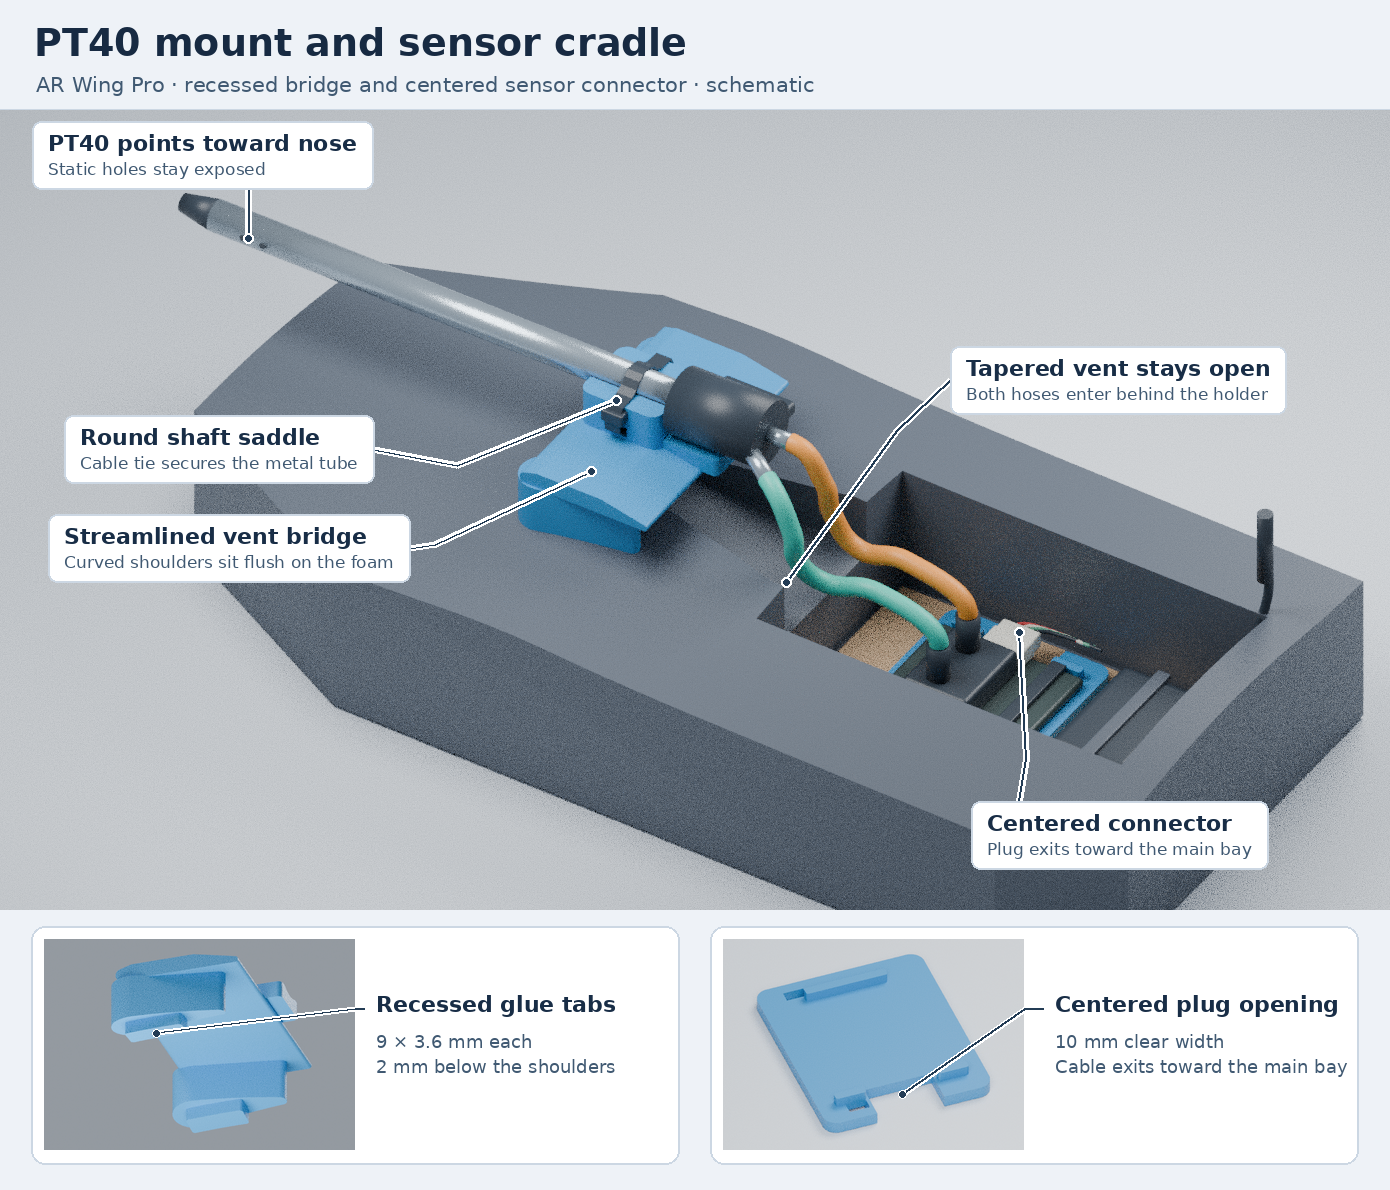 PT40 mount and sensor cradle
AR Wing Pro · recessed bridge and centered sensor connector · schematic
PT40 points toward nose
Static holes stay exposed
Tapered vent stays open
Both hoses enter behind the holder
Round shaft saddle
Cable tie secures the metal tube
Streamlined vent bridge
Curved shoulders sit flush on the foam
Centered connector
Plug exits toward the main bay
Recessed glue tabs
9 × 3.6 mm each
2 mm below the shoulders
Centered plug opening
10 mm clear width
Cable exits toward the main bay